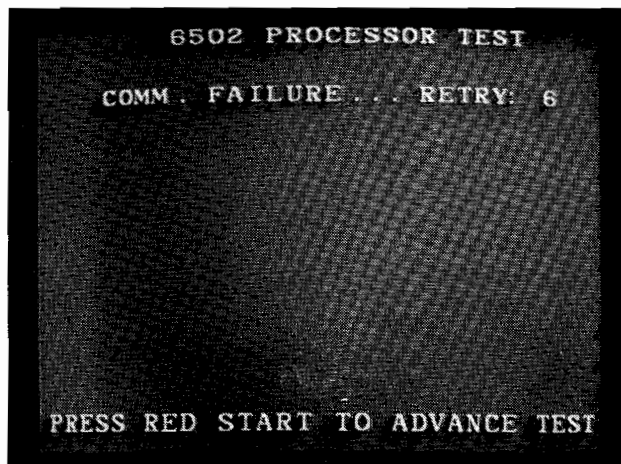 6502 PROCESSOR TEST
COMM. FAILURE... RETRY: 6
PRESS RED START TO ADVANCE TEST